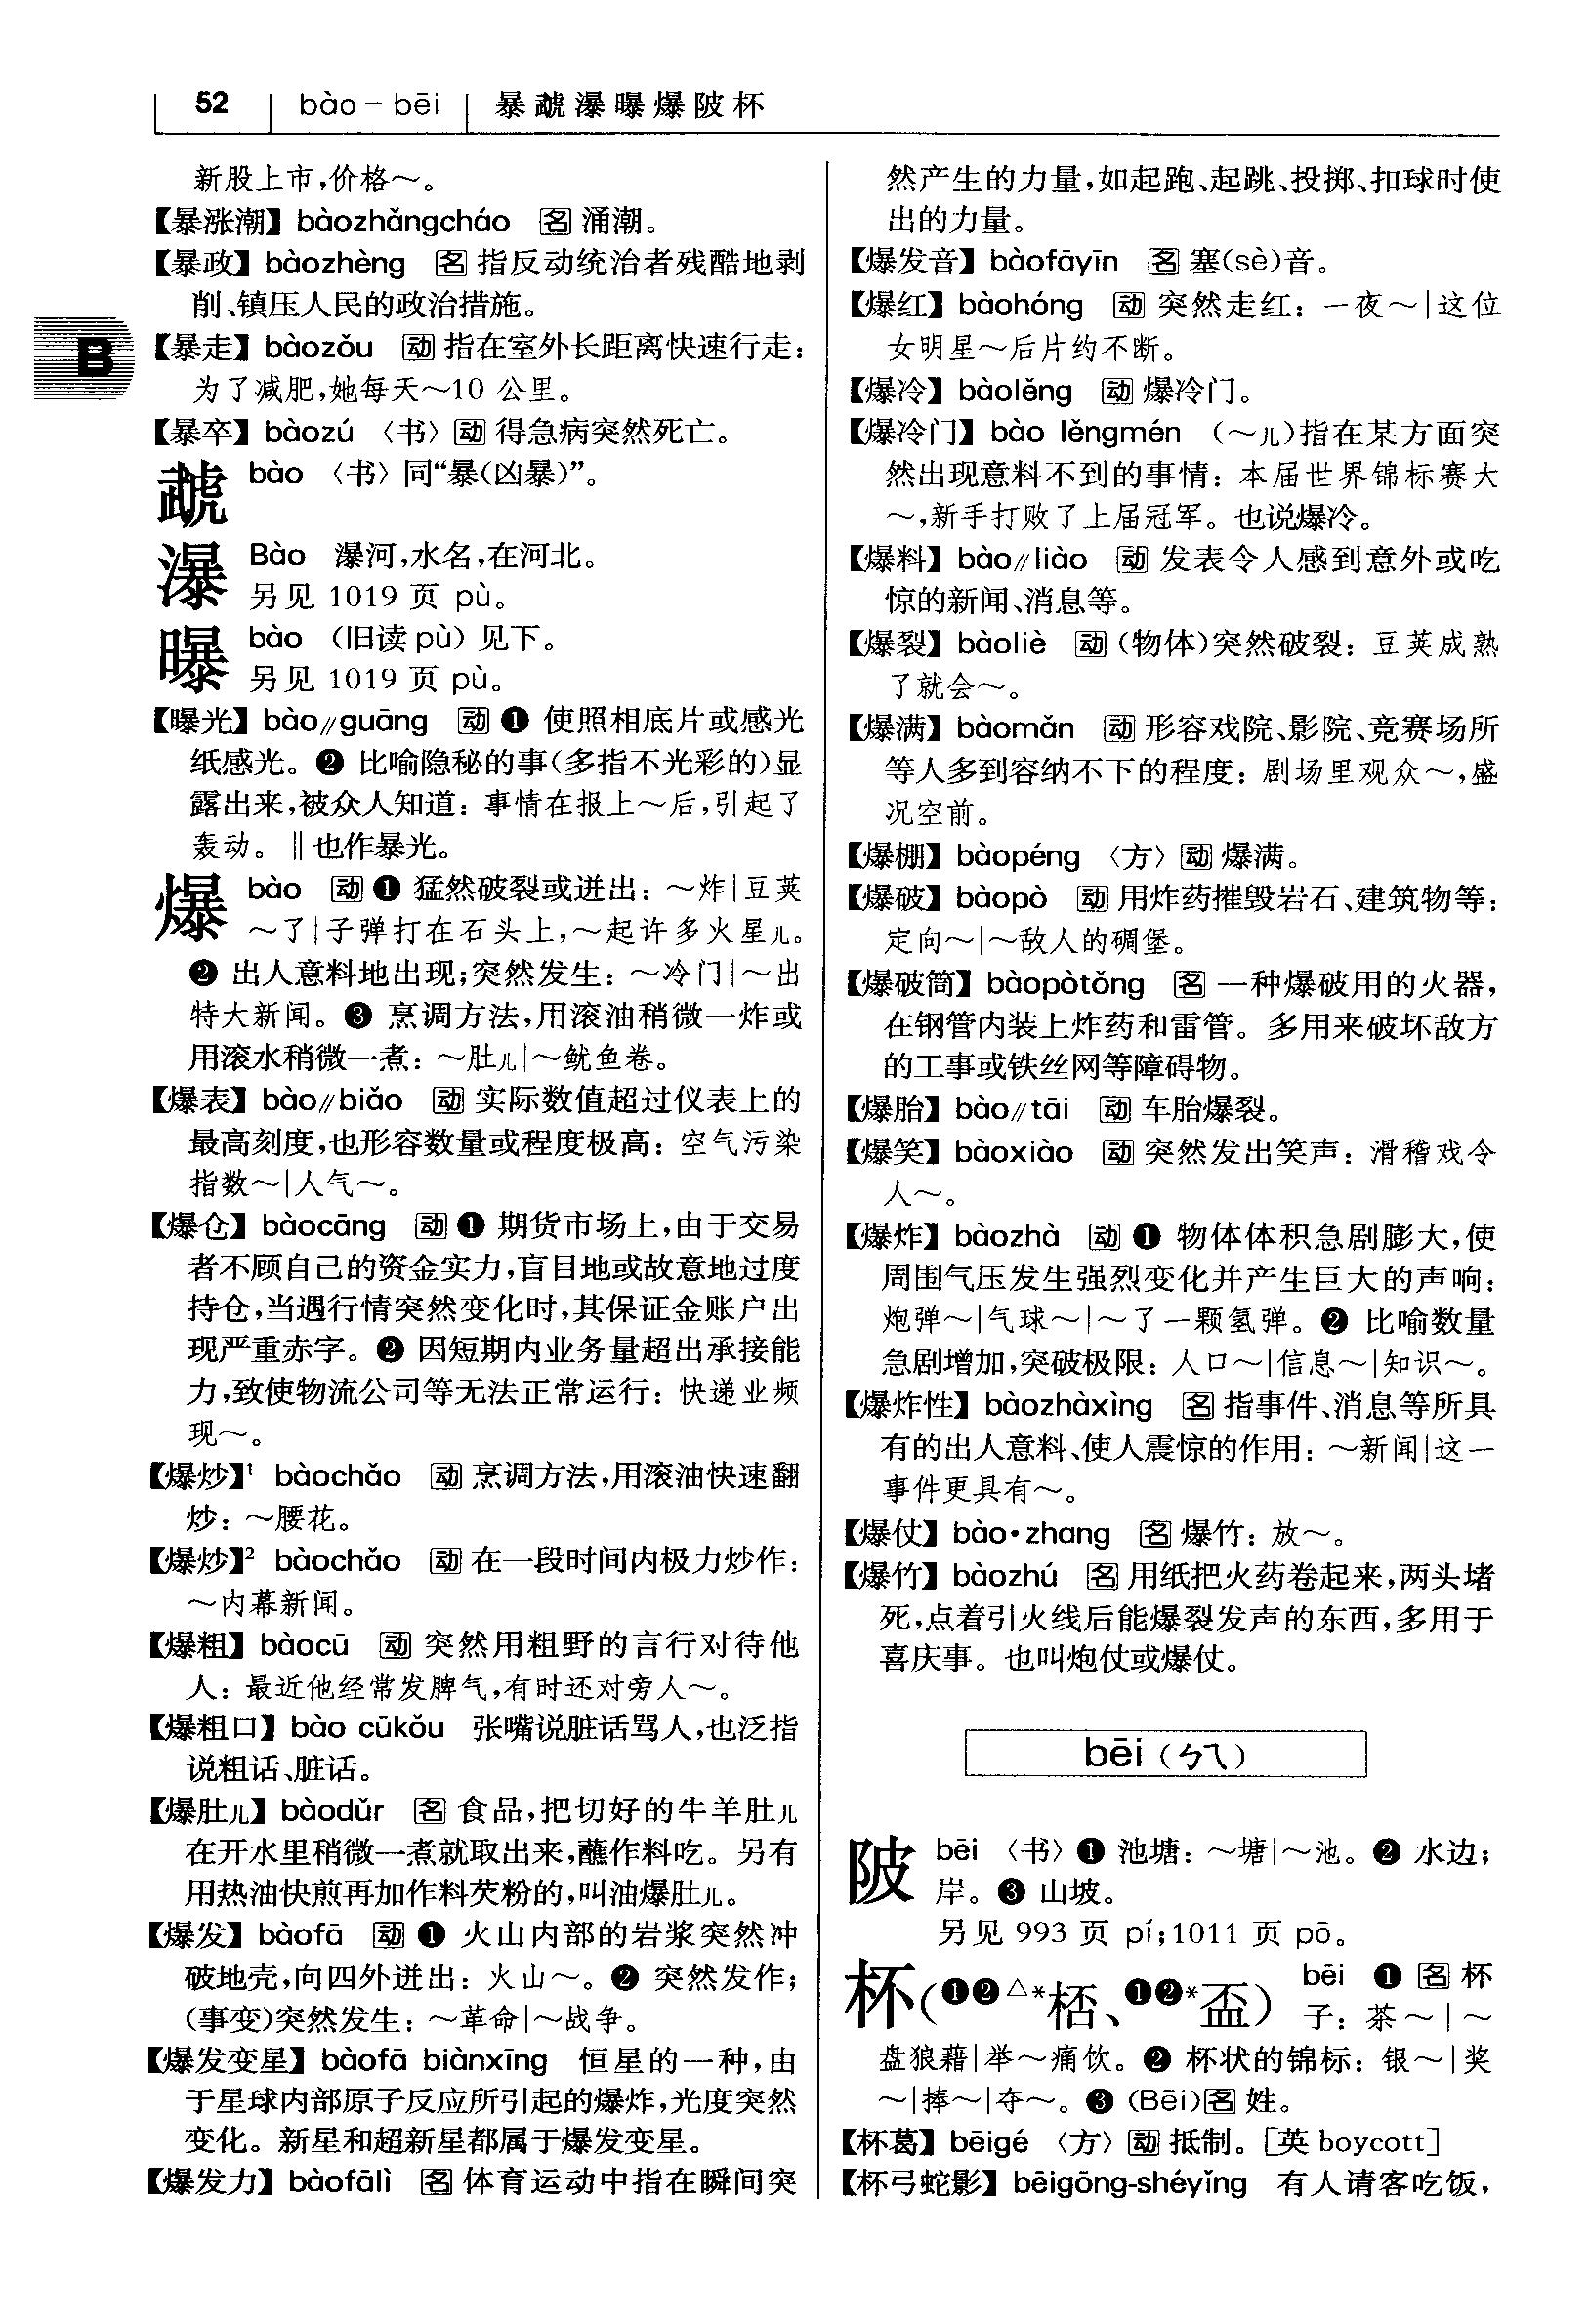 52 bào－bēi 暴虣瀑曝爆陂杯
B
新股上市,价格～。
【暴涨潮】bàozhǎngcháo 名 涌潮。
【暴政】bàozhèng 名 指反动统治者残酷地剥
削、镇压人民的政治措施。
【暴走】bàozǒu 动 指在室外长距离快速行走：
为了减肥,她每天～10 公里。
【暴卒】bàozú 〈书〉动 得急病突然死亡。
虣 bào 〈书〉同“暴(凶暴)”。
瀑 Bào 瀑河,水名,在河北。
另见 1019 页 pù。
曝 bào （旧读 pù）见下。
另见 1019 页 pù。
【曝光】bào∥guāng 动 ❶ 使照相底片或感光
纸感光。❷ 比喻隐秘的事(多指不光彩的)显
露出来,被众人知道：事情在报上～后,引起了
轰动。‖也作暴光。
爆 bào 动 ❶ 猛然破裂或迸出：～炸|豆荚
～了|子弹打在石头上,～起许多火星儿。
❷ 出人意料地出现;突然发生：～冷门|～出
特大新闻。❸ 烹调方法,用滚油稍微一炸或
用滚水稍微一煮：～肚儿|～鱿鱼卷。
【爆表】bào∥biǎo 动 实际数值超过仪表上的
最高刻度,也形容数量或程度极高：空气污染
指数～|人气～。
【爆仓】bàocāng 动 ❶ 期货市场上,由于交易
者不顾自己的资金实力,盲目地或故意地过度
持仓,当遇行情突然变化时,其保证金账户出
现严重赤字。❷ 因短期内业务量超出承接能
力,致使物流公司等无法正常运行：快递业频
现～。
【爆炒】¹ bàochǎo 动 烹调方法,用滚油快速翻
炒：～腰花。
【爆炒】² bàochǎo 动 在一段时间内极力炒作：
～内幕新闻。
【爆粗】bàocū 动 突然用粗野的言行对待他
人：最近他经常发脾气,有时还对旁人～。
【爆粗口】bào cūkǒu 张嘴说脏话骂人,也泛指
说粗话、脏话。
【爆肚儿】bàodǔr 名 食品,把切好的牛羊肚儿
在开水里稍微一煮就取出来,蘸作料吃。另有
用热油快煎再加作料芡粉的,叫油爆肚儿。
【爆发】bàofā 动 ❶ 火山内部的岩浆突然冲
破地壳,向四外迸出：火山～。❷ 突然发作;
(事变)突然发生：～革命|～战争。
【爆发变星】bàofā biànxīng 恒星的一种,由
于星球内部原子反应所引起的爆炸,光度突然
变化。新星和超新星都属于爆发变星。
【爆发力】bàofālì 名 体育运动中指在瞬间突
然产生的力量,如起跑、起跳、投掷、扣球时使
出的力量。
【爆发音】bàofāyīn 名 塞(sè)音。
【爆红】bàohóng 动 突然走红：一夜～|这位
女明星～后片约不断。
【爆冷】bàolěng 动 爆冷门。
【爆冷门】bào lěngmén （～儿)指在某方面突
然出现意料不到的事情：本届世界锦标赛大
～,新手打败了上届冠军。也说爆冷。
【爆料】bào∥liào 动 发表令人感到意外或吃
惊的新闻、消息等。
【爆裂】bàoliè 动 (物体)突然破裂：豆荚成熟
了就会～。
【爆满】bàomǎn 动 形容戏院、影院、竞赛场所
等人多到容纳不下的程度：剧场里观众～,盛
况空前。
【爆棚】bàopéng 〈方〉动 爆满。
【爆破】bàopò 动 用炸药摧毁岩石、建筑物等：
定向～|～敌人的碉堡。
【爆破筒】bàopòtǒng 名 一种爆破用的火器,
在钢管内装上炸药和雷管。多用来破坏敌方
的工事或铁丝网等障碍物。
【爆胎】bào∥tāi 动 车胎爆裂。
【爆笑】bàoxiào 动 突然发出笑声：滑稽戏令
人～。
【爆炸】bàozhà 动 ❶ 物体体积急剧膨大,使
周围气压发生强烈变化并产生巨大的声响：
炮弹～|气球～|～了一颗氢弹。❷ 比喻数量
急剧增加,突破极限：人口～|信息～|知识～。
【爆炸性】bàozhàxìng 名 指事件、消息等所具
有的出人意料、使人震惊的作用：～新闻|这一
事件更具有～。
【爆仗】bào•zhang 名 爆竹：放～。
【爆竹】bàozhú 名 用纸把火药卷起来,两头堵
死,点着引火线后能爆裂发声的东西,多用于
喜庆事。也叫炮仗或爆仗。
bēi（ㄅㄟ）
陂 bēi 〈书〉❶ 池塘：～塘|～池。❷ 水边;
岸。❸ 山坡。
另见 993 页 pí;1011 页 pō。
杯(❶❷△*桮、❶❷*盃) bēi ❶ 名 杯
子：茶～|～
盘狼藉|举～痛饮。❷ 杯状的锦标：银～|奖
～|捧～|夺～。❸ (Bēi)名 姓。
【杯葛】bēigé 〈方〉动 抵制。[英 boycott]
【杯弓蛇影】bēigōng-shéyǐng 有人请客吃饭,